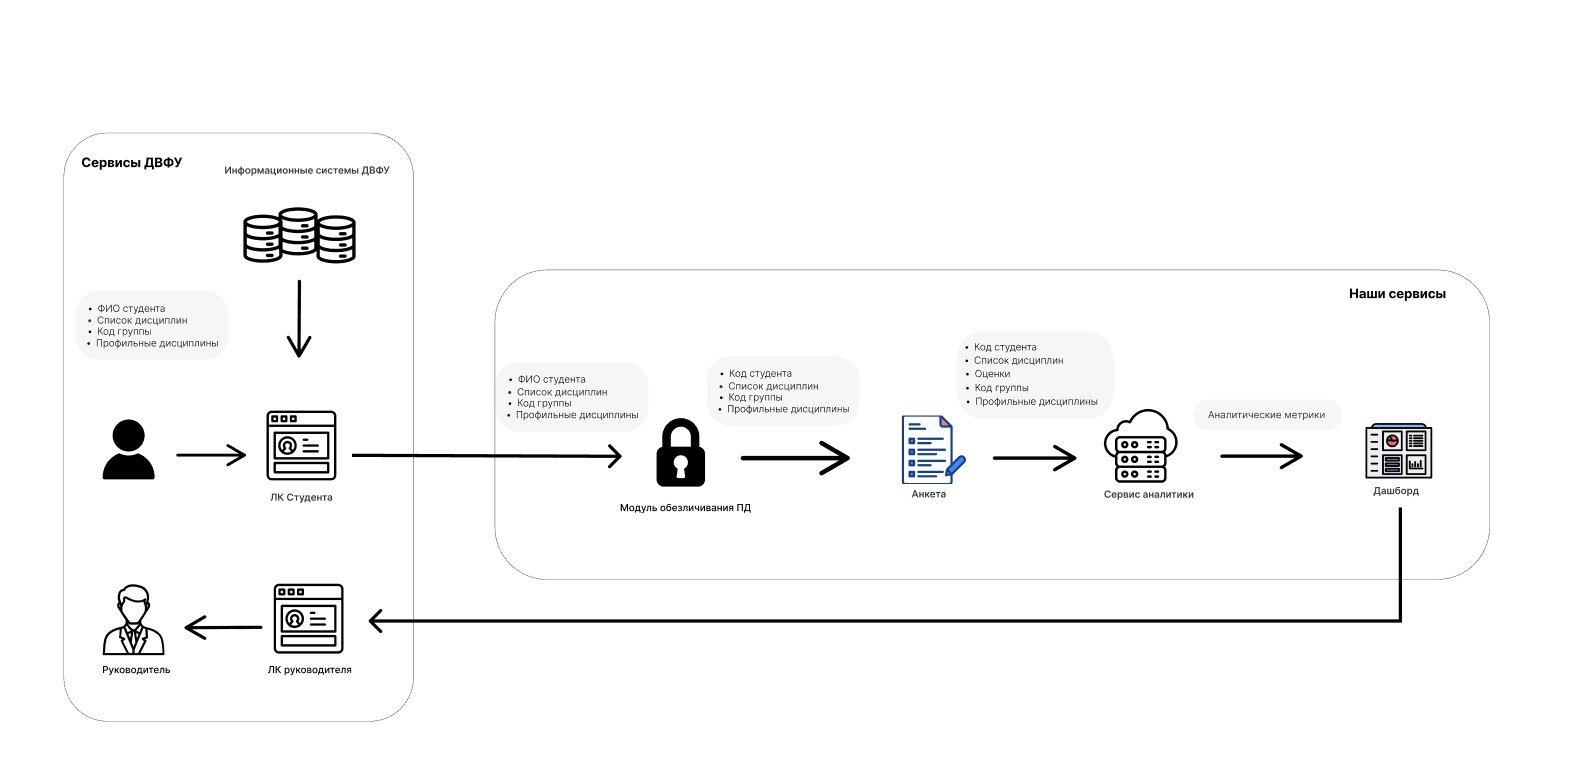 Сервисы ДВФУ
Информационные системы ДВФУ
• ФИО студента
• Список дисциплин
• Код группы
• Профильные дисциплины
ЛК Студента
Руководитель
ЛК руководителя
Наши сервисы
• ФИО студента
• Список дисциплин
• Код группы
• Профильные дисциплины
Модуль обезличивания ПД
• Код студента
• Список дисциплин
• Код группы
• Профильные дисциплины
Анкета
• Код студента
• Список дисциплин
• Оценки
• Код группы
• Профильные дисциплины
Сервис аналитики
Аналитические метрики
Дашборд